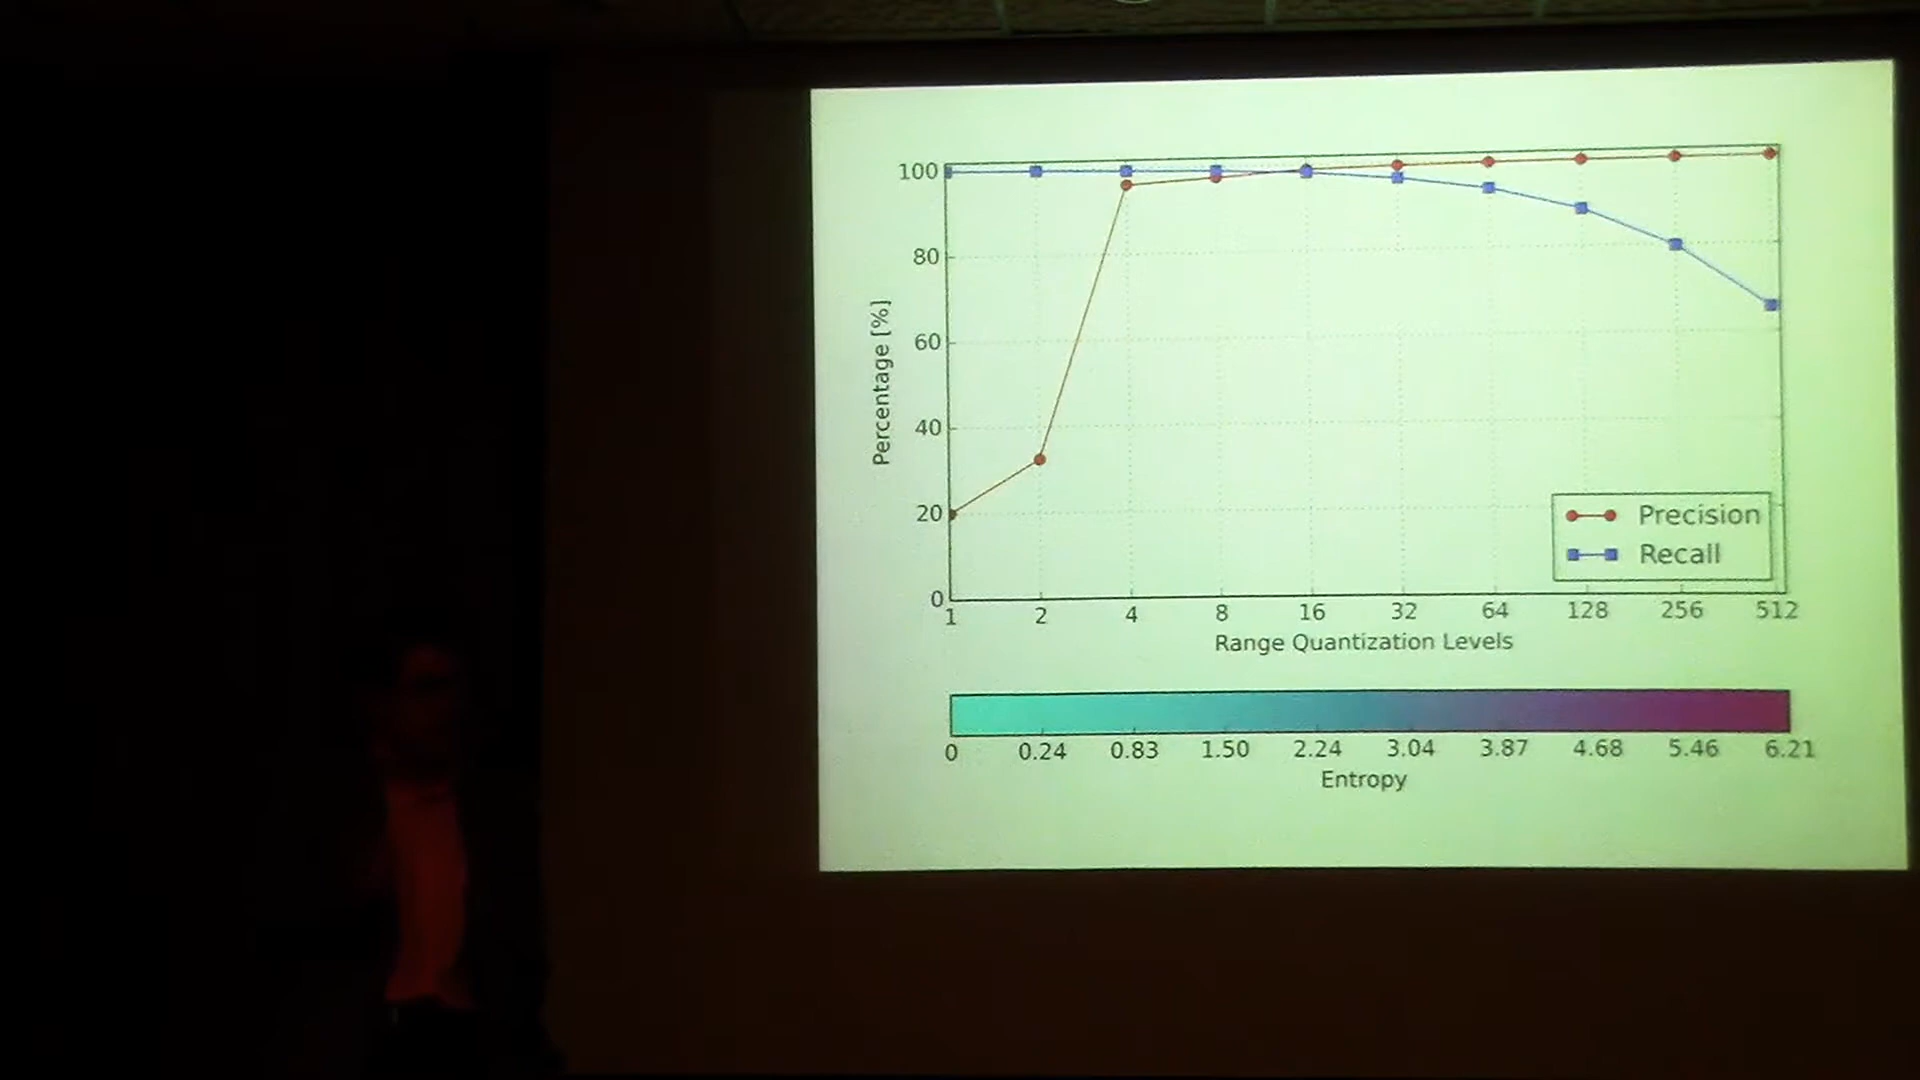 100
80
60
40
20
0
Percentage [%]
1 2 4 8 16 32 64 128 256 512
Range Quantization Levels
Precision
Recall
0 0.24 0.83 1.50 2.24 3.04 3.87 4.68 5.46 6.21
Entropy